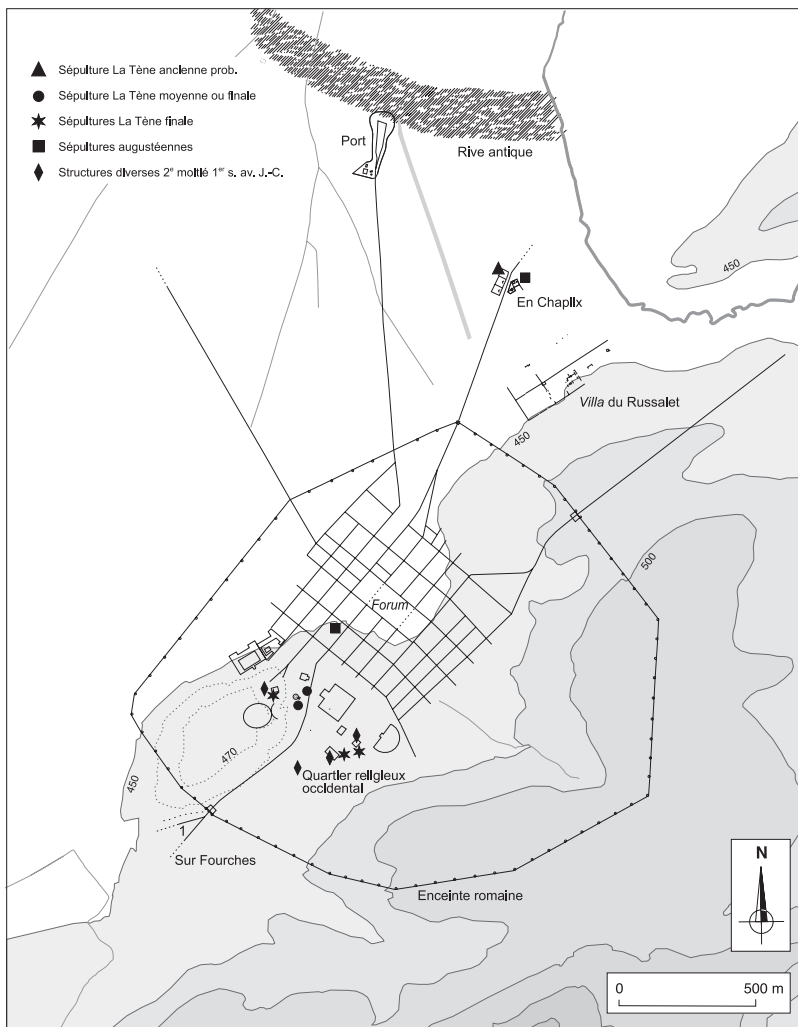 Sépulture La Tène ancienne prob.
Sépulture La Tène moyenne ou finale
Sépultures La Tène finale
Sépultures augustéennes
Structures diverses 2e moitié 1er s. av. J.-C.
Port
Rive antique
450
En Chaplix
Villa du Russalet
450
500
Forum
470
450
Quartier religieux
occidental
1
Sur Fourches
Enceinte romaine
N
0 500 m